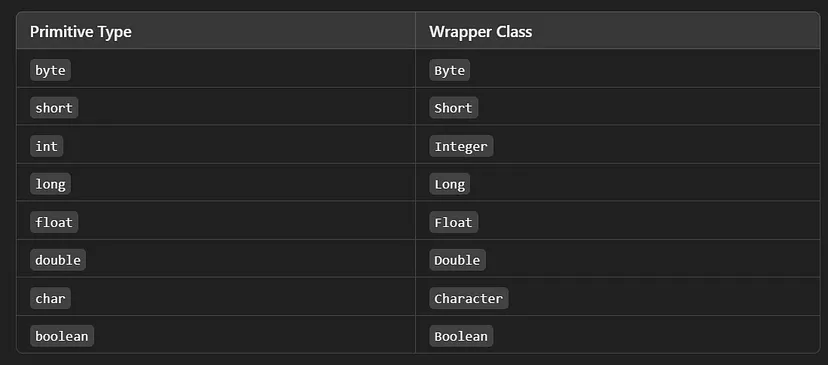 Primitive Type Wrapper Class
byte Byte
short Short
int Integer
long Long
float Float
double Double
char Character
boolean Boolean